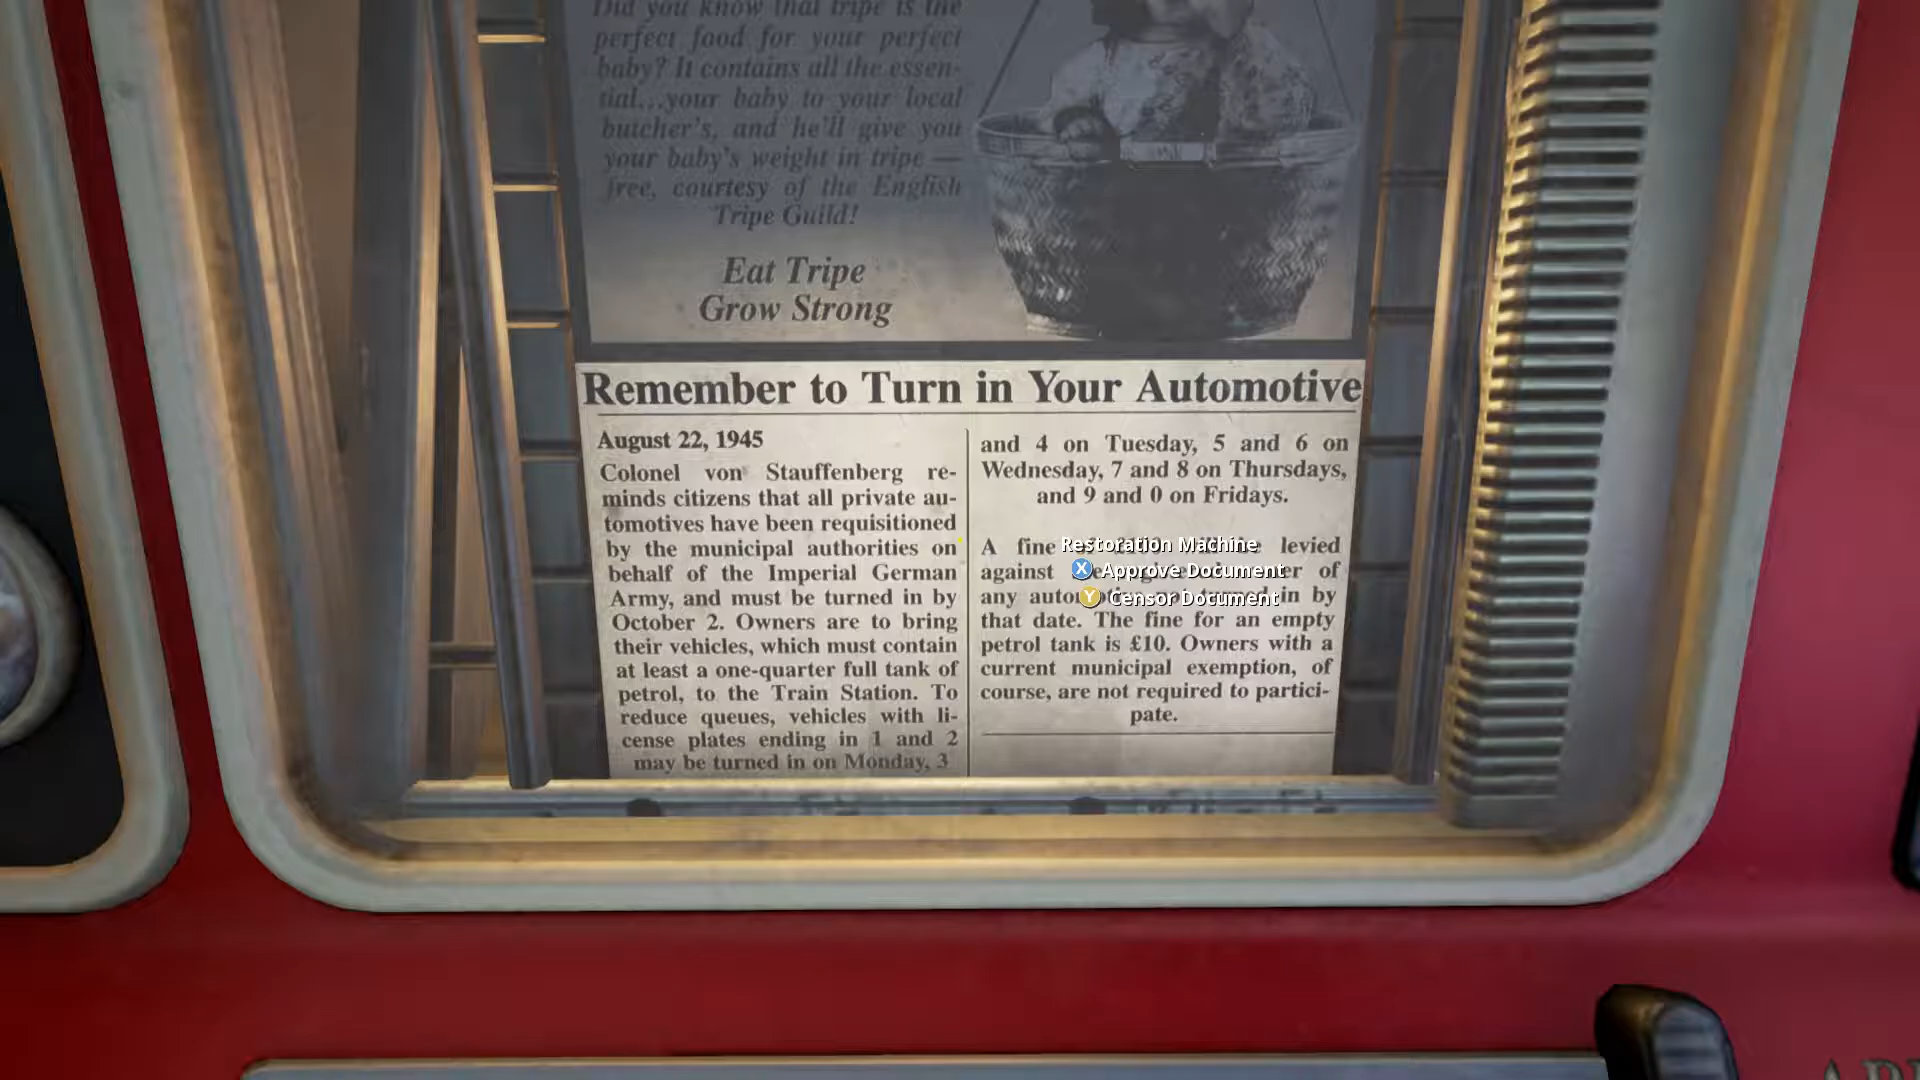 Did you know that tripe is the
perfect food for your perfect
baby? It contains all the essen-
tial...your baby to your local
butcher's, and he'll give you
your baby's weight in tripe —
free, courtesy of the English
Tripe Guild!
Eat Tripe
Grow Strong
Remember to Turn in Your Automotive
August 22, 1945
Colonel von Stauffenberg re-
minds citizens that all private au-
tomotives have been requisitioned
by the municipal authorities on
behalf of the Imperial German
Army, and must be turned in by
October 2. Owners are to bring
their vehicles, which must contain
at least a one-quarter full tank of
petrol, to the Train Station. To
reduce queues, vehicles with li-
cense plates ending in 1 and 2
may be turned in on Monday, 3
and 4 on Tuesday, 5 and 6 on
Wednesday, 7 and 8 on Thursdays,
and 9 and 0 on Fridays.
A fine levied
against of
any in by
that date. The fine for an empty
petrol tank is £10. Owners with a
current municipal exemption, of
course, are not required to partici-
pate.
Restoration Machine
X Approve Document
Y Censor Document